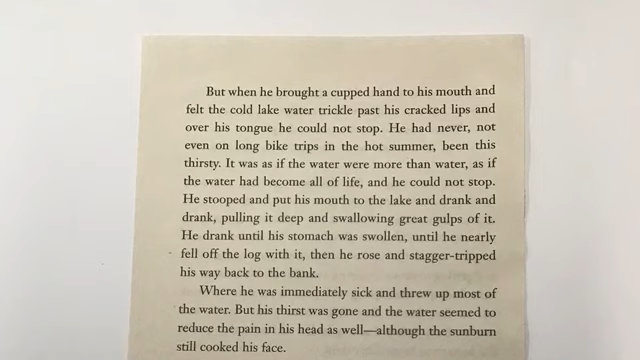 But when he brought a cupped hand to his mouth and
felt the cold lake water trickle past his cracked lips and
over his tongue he could not stop. He had never, not
even on long bike trips in the hot summer, been this
thirsty. It was as if the water were more than water, as if
the water had become all of life, and he could not stop.
He stooped and put his mouth to the lake and drank and
drank, pulling it deep and swallowing great gulps of it.
He drank until his stomach was swollen, until he nearly
fell off the log with it, then he rose and stagger-tripped
his way back to the bank.
Where he was immediately sick and threw up most of
the water. But his thirst was gone and the water seemed to
reduce the pain in his head as well—although the sunburn
still cooked his face.